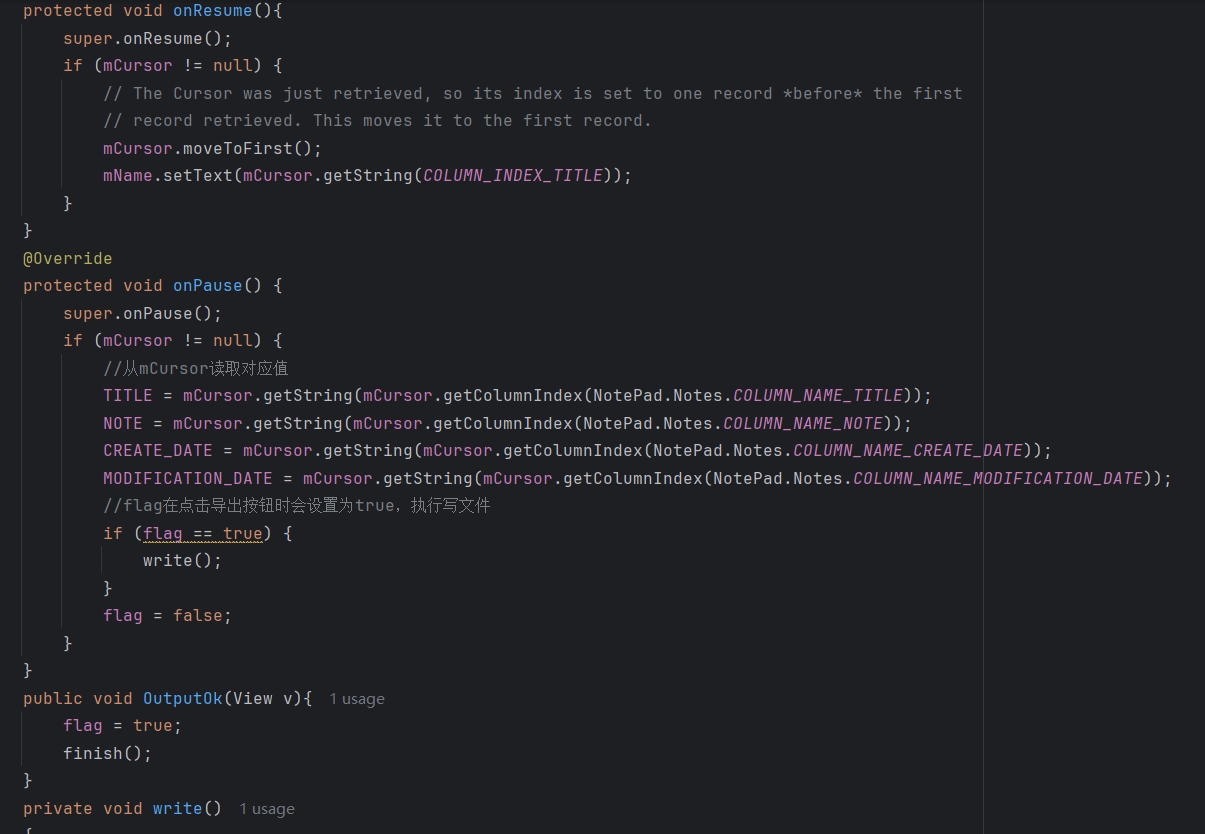 protected void onResume(){
    super.onResume();
    if (mCursor != null) {
        // The Cursor was just retrieved, so its index is set to one record *before* the first
        // record retrieved. This moves it to the first record.
        mCursor.moveToFirst();
        mName.setText(mCursor.getString(COLUMN_INDEX_TITLE));
    }
}
@Override
protected void onPause() {
    super.onPause();
    if (mCursor != null) {
        //从mCursor读取对应值
        TITLE = mCursor.getString(mCursor.getColumnIndex(NotePad.Notes.COLUMN_NAME_TITLE));
        NOTE = mCursor.getString(mCursor.getColumnIndex(NotePad.Notes.COLUMN_NAME_NOTE));
        CREATE_DATE = mCursor.getString(mCursor.getColumnIndex(NotePad.Notes.COLUMN_NAME_CREATE_DATE));
        MODIFICATION_DATE = mCursor.getString(mCursor.getColumnIndex(NotePad.Notes.COLUMN_NAME_MODIFICATION_DATE));
        //flag在点击导出按钮时会设置为true，执行写文件
        if (flag == true) {
            write();
        }
        flag = false;
    }
}
public void OutputOk(View v){ 1 usage
    flag = true;
    finish();
}
private void write() 1 usage
{